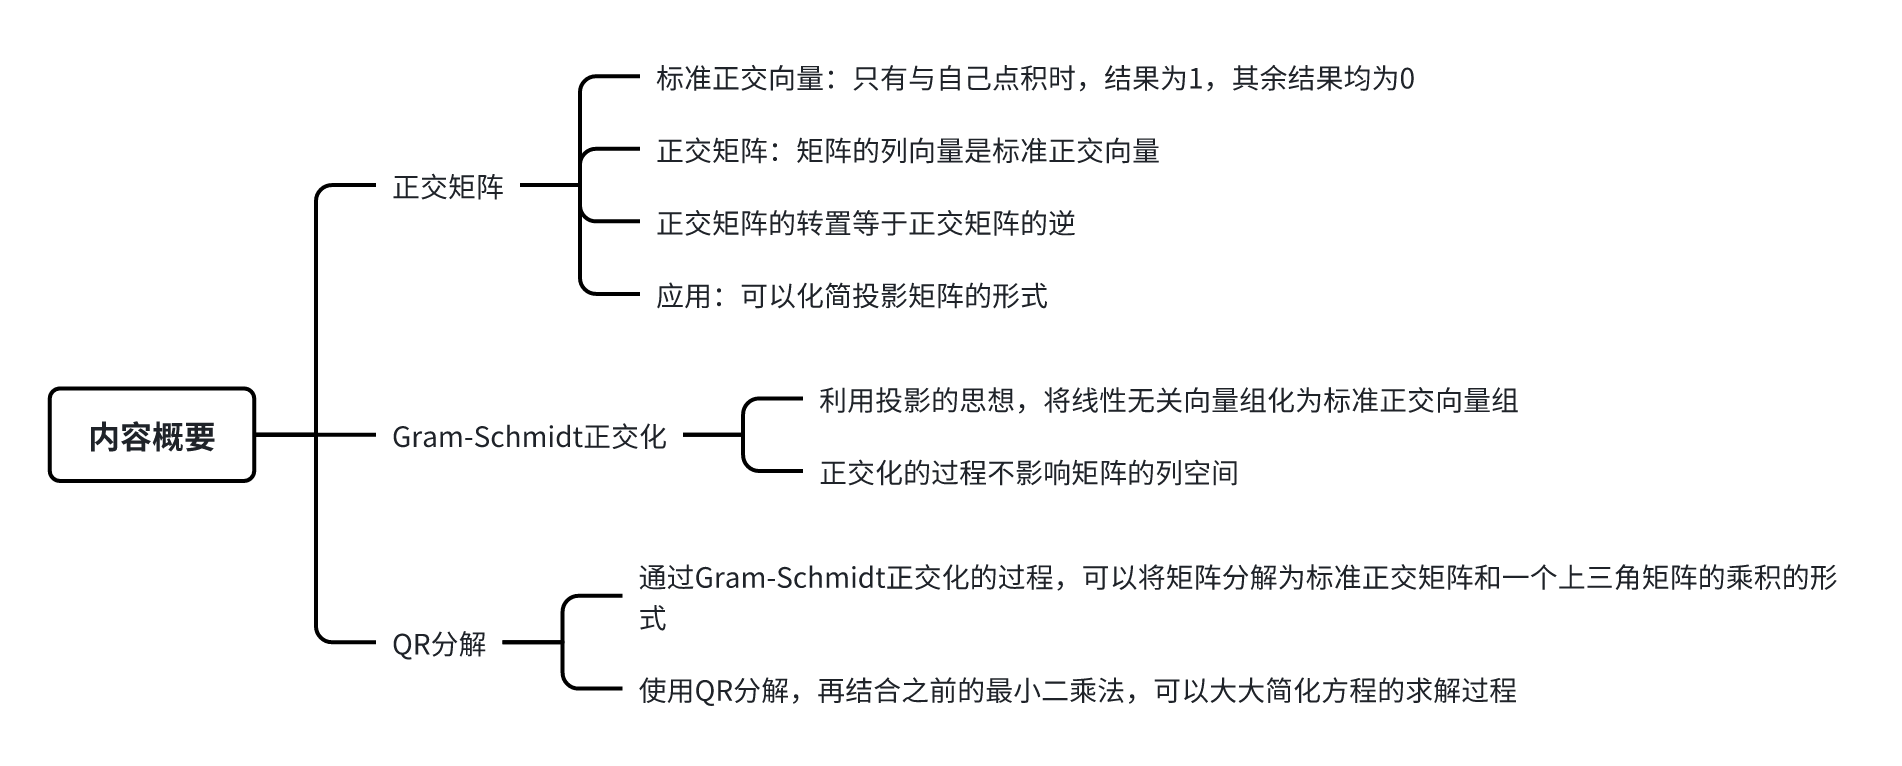 内容概要
正交矩阵
标准正交向量：只有与自己点积时，结果为1，其余结果均为0
正交矩阵：矩阵的列向量是标准正交向量
正交矩阵的转置等于正交矩阵的逆
应用：可以化简投影矩阵的形式
Gram-Schmidt正交化
利用投影的思想，将线性无关向量组化为标准正交向量组
正交化的过程不影响矩阵的列空间
QR分解
通过Gram-Schmidt正交化的过程，可以将矩阵分解为标准正交矩阵和一个上三角矩阵的乘积的形
式
使用QR分解，再结合之前的最小二乘法，可以大大简化方程的求解过程